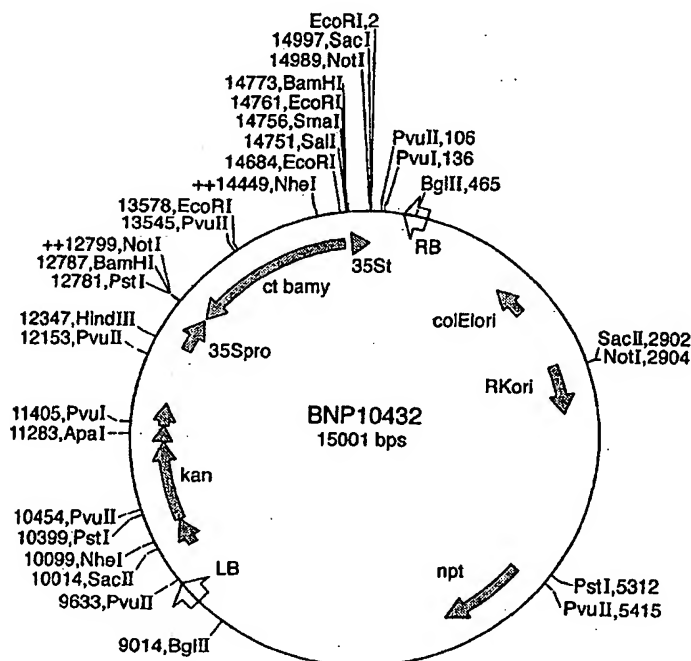 EcoRI,2
14997,SacI
14989,NotI
14773,BamHI
14761,EcoRI
14756,SmaI
14751,SalI
14684,EcoRI
++14449,NheI
PvuII,106
PvuI,136
BglII,465
13578,EcoRI
13545,PvuII
++12799,NotI
12787,BamHI
12781,PstI
12347,HindIII
12153,PvuII
RB
35St
ct bamy
35Spro
colElori
SacII,2902
NotI,2904
RKori
BNP10432
15001 bps
11405,PvuI
11283,ApaI
kan
10454,PvuII
10399,PstI
10099,NheI
10014,SacII
9633,PvuII
LB
npt
PstI,5312
PvuII,5415
9014,BglII